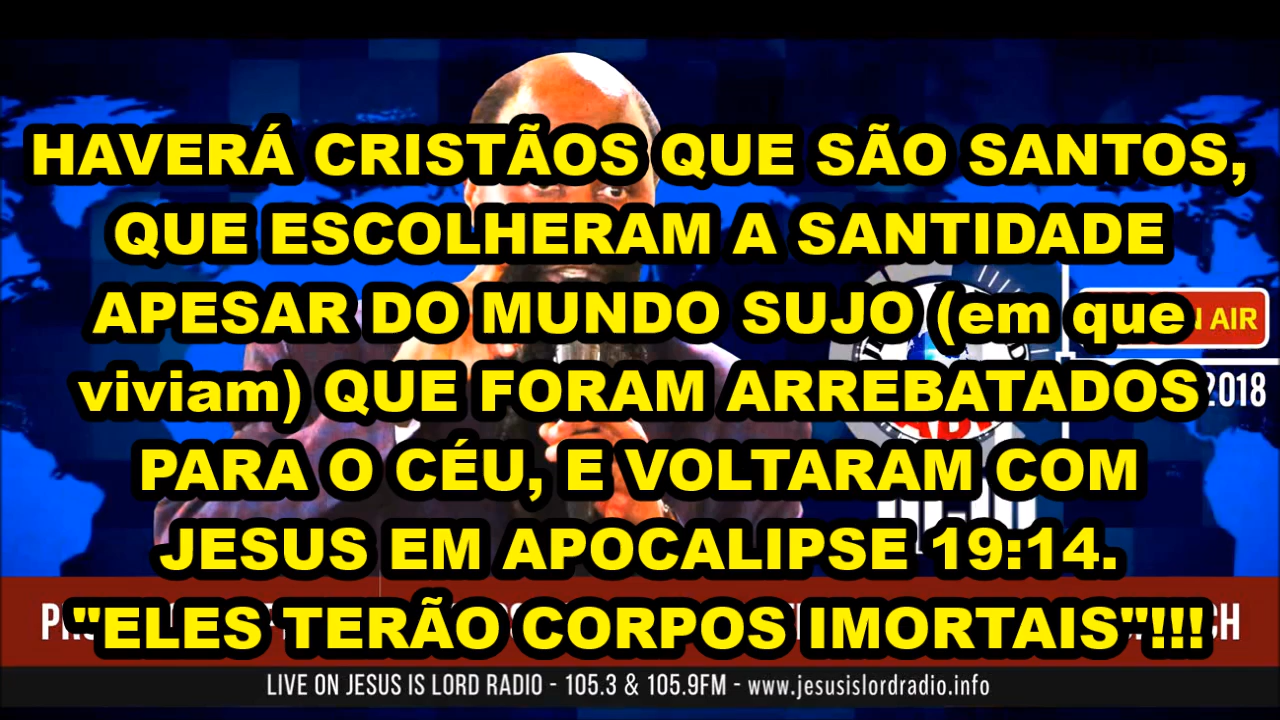 HAVERÁ CRISTÃOS QUE SÃO SANTOS,
QUE ESCOLHERAM A SANTIDADE
APESAR DO MUNDO SUJO (em que
viviam) QUE FORAM ARREBATADOS
PARA O CÉU, E VOLTARAM COM
JESUS EM APOCALIPSE 19:14.
"ELES TERÃO CORPOS IMORTAIS"!!!
AIR
2018
LIVE ON JESUS IS LORD RADIO - 105.3 & 105.9FM - www.jesusislordradio.info